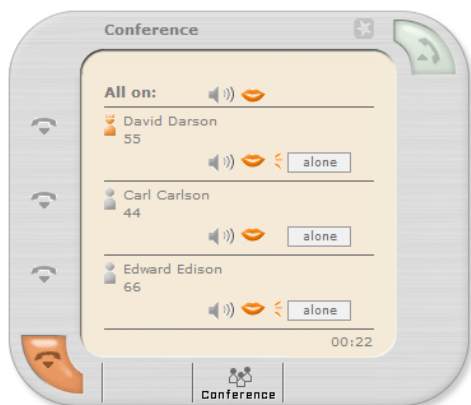 Conference
All on:
David Darson
55
alone
Carl Carlson
44
alone
Edward Edison
66
alone
00:22
Conference